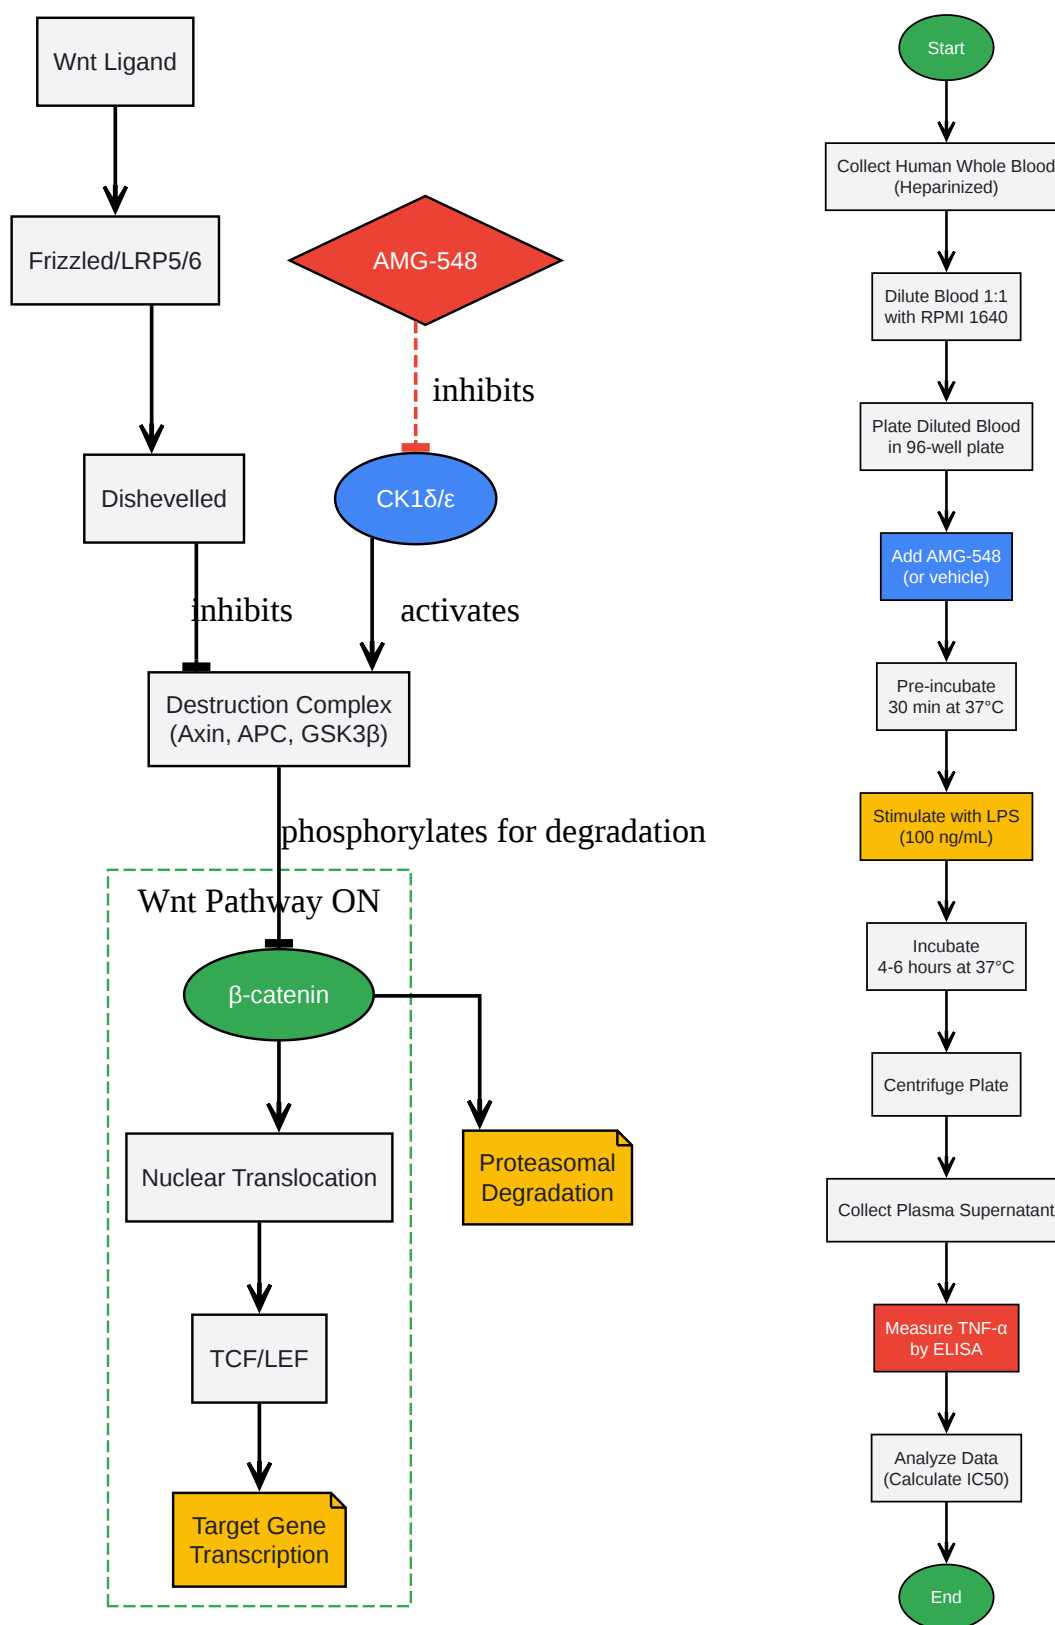 Wnt Ligand
Frizzled/LRP5/6
AMG-548
inhibits
Dishevelled
CK1δ/ε
inhibits
activates
Destruction Complex
(Axin, APC, GSK3β)
phosphorylates for degradation
Wnt Pathway ON
β-catenin
Nuclear Translocation
Proteasomal
Degradation
TCF/LEF
Target Gene
Transcription
Start
Collect Human Whole Blood
(Heparinized)
Dilute Blood 1:1
with RPMI 1640
Plate Diluted Blood
in 96-well plate
Add AMG-548
(or vehicle)
Pre-incubate
30 min at 37°C
Stimulate with LPS
(100 ng/mL)
Incubate
4-6 hours at 37°C
Centrifuge Plate
Collect Plasma Supernatant
Measure TNF-α
by ELISA
Analyze Data
(Calculate IC50)
End